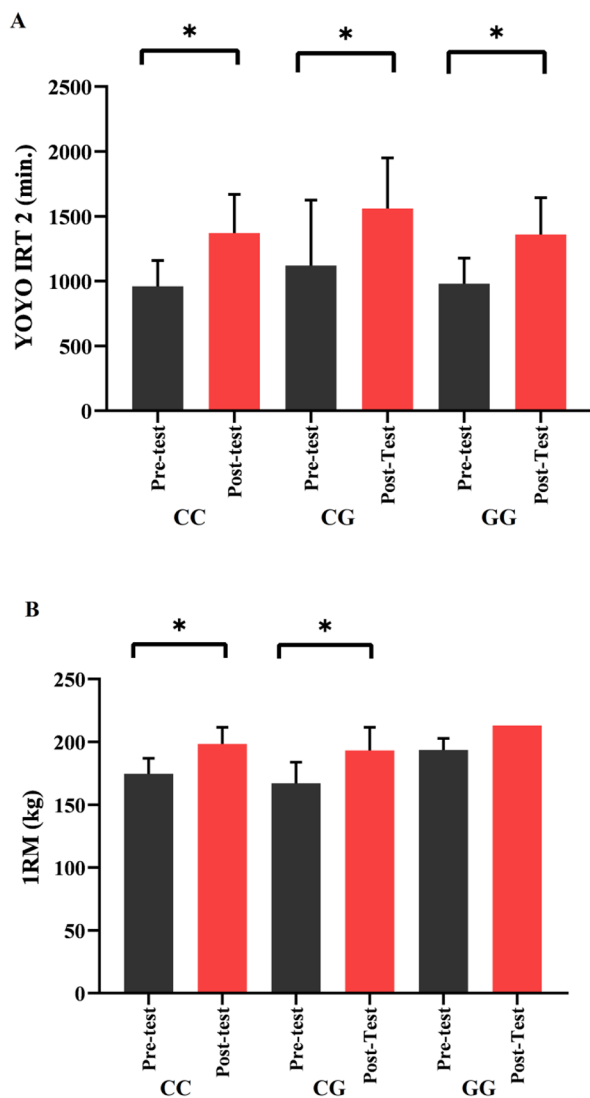 A
* * *
YOYO IRT 2 (min.)
2500
2000
1500
1000
500
0
Pre-test
Post-test
Pre-test
Post-Test
Pre-test
Post-Test
CC CG GG
B
* *
1RM (kg)
250
200
150
100
50
0
Pre-test
Post-test
Pre-test
Post-Test
Pre-test
Post-Test
CC CG GG